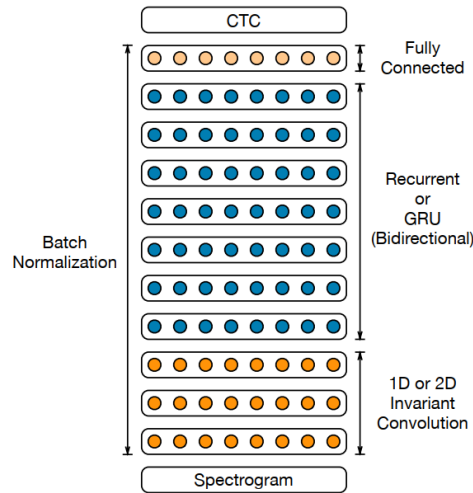 CTC
Fully
Connected
Recurrent
or
GRU
(Bidirectional)
Batch
Normalization
1D or 2D
Invariant
Convolution
Spectrogram